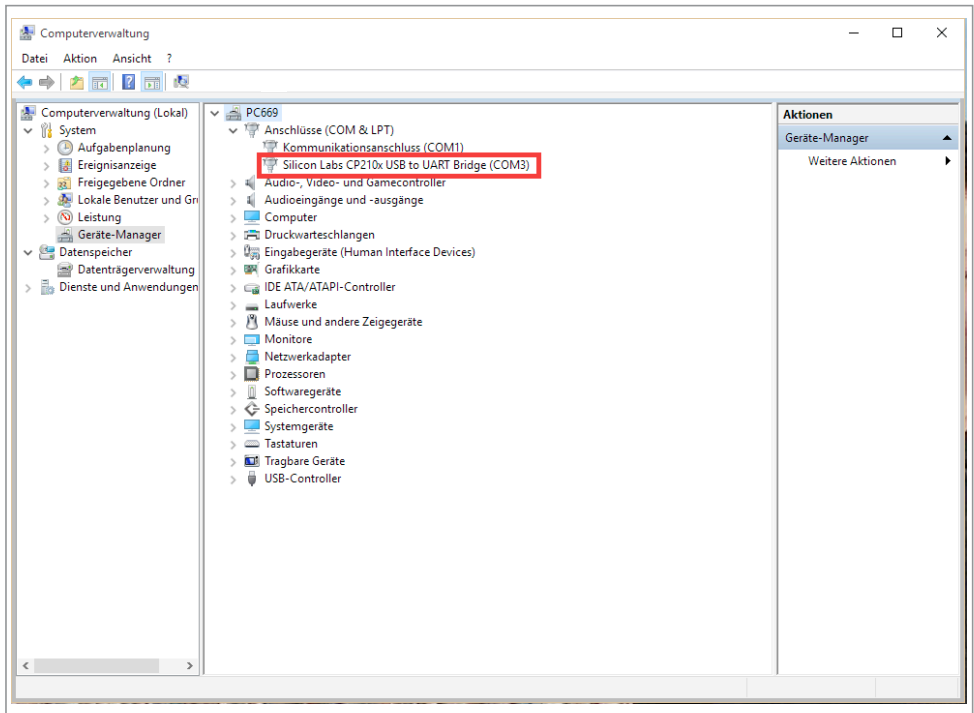 Computerverwaltung
Datei Aktion Ansicht ?
Computerverwaltung (Lokal)
System
Aufgabenplanung
Ereignisanzeige
Freigegebene Ordner
Lokale Benutzer und Gru
Leistung
Geräte-Manager
Datenspeicher
Datenträgerverwaltung
Dienste und Anwendungen
PC669
Anschlüsse (COM & LPT)
Kommunikationsanschluss (COM1)
Silicon Labs CP210x USB to UART Bridge (COM3)
Audio-, Video- und Gamecontroller
Audioeingänge und -ausgänge
Computer
Druckwarteschlangen
Eingabegeräte (Human Interface Devices)
Grafikkarte
IDE ATA/ATAPI-Controller
Laufwerke
Mäuse und andere Zeigegeräte
Monitore
Netzwerkadapter
Prozessoren
Softwaregeräte
Speichercontroller
Systemgeräte
Tastaturen
Tragbare Geräte
USB-Controller
Aktionen
Geräte-Manager
Weitere Aktionen